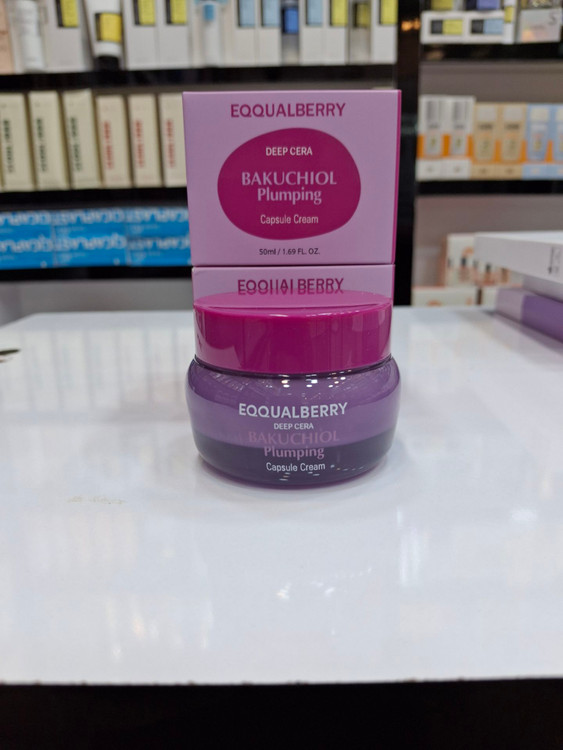 EQQUALBERRY
DEEP CERA
BAKUCHIOL
Plumping
Capsule Cream
50ml / 1.69 FL. OZ.
EQQUALBERRY
EQQUALBERRY
DEEP CERA
BAKUCHIOL
Plumping
Capsule Cream